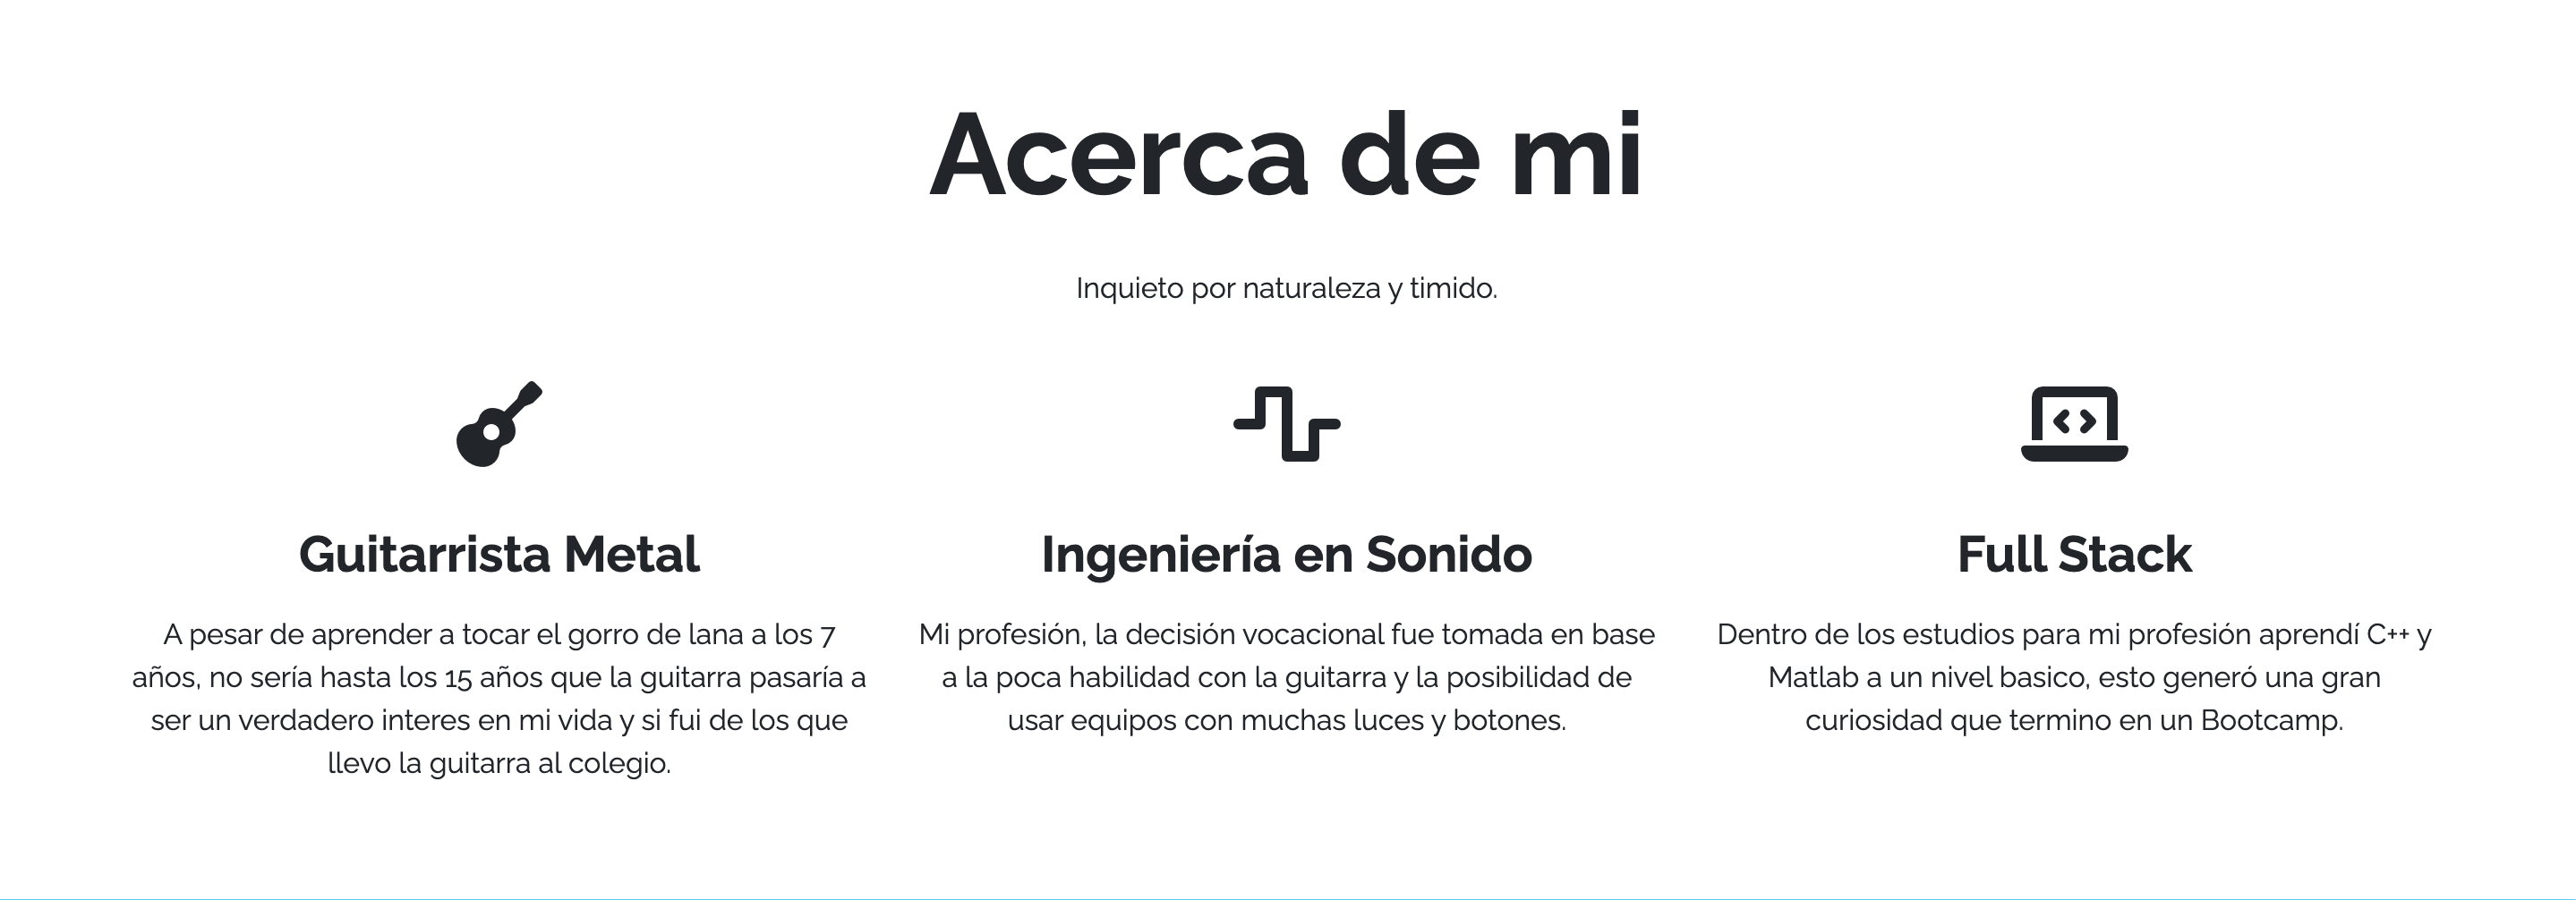 Acerca de mi
Inquieto por naturaleza y timido.
Guitarrista Metal
A pesar de aprender a tocar el gorro de lana a los 7
años, no sería hasta los 15 años que la guitarra pasaría a
ser un verdadero interes en mi vida y si fui de los que
llevo la guitarra al colegio.
Ingeniería en Sonido
Mi profesión, la decisión vocacional fue tomada en base
a la poca habilidad con la guitarra y la posibilidad de
usar equipos con muchas luces y botones.
Full Stack
Dentro de los estudios para mi profesión aprendí C++ y
Matlab a un nivel basico, esto generó una gran
curiosidad que termino en un Bootcamp.